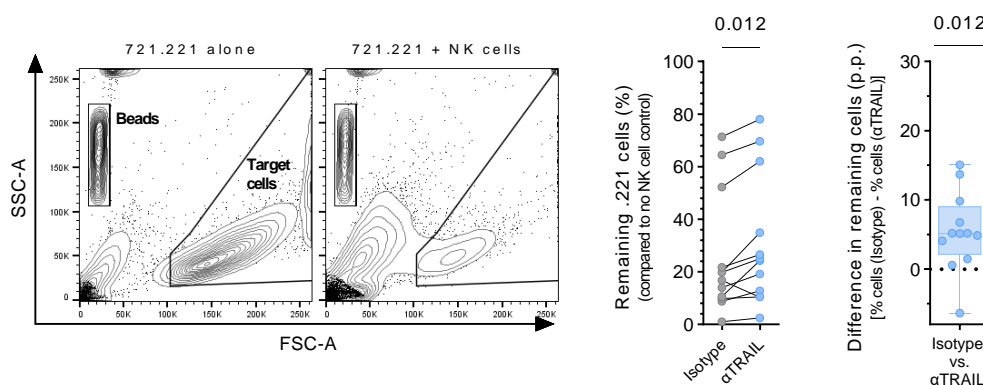 721.221 alone
721.221 + NK cells
SSC-A
250K
200K
150K
100K
50K
0
Beads
Target
cells
0 50K 100K 150K 200K 250K
0 50K 100K 150K 200K 250K
FSC-A
0.012
Remaining .221 cells (%)
(compared to no NK cell control)
100
80
60
40
20
0
Isotype
αTRAIL
0.012
Difference in remaining cells (p.p.)
[% cells (Isotype) - % cells (αTRAIL)]
30
20
10
0
Isotype
vs.
αTRAIL